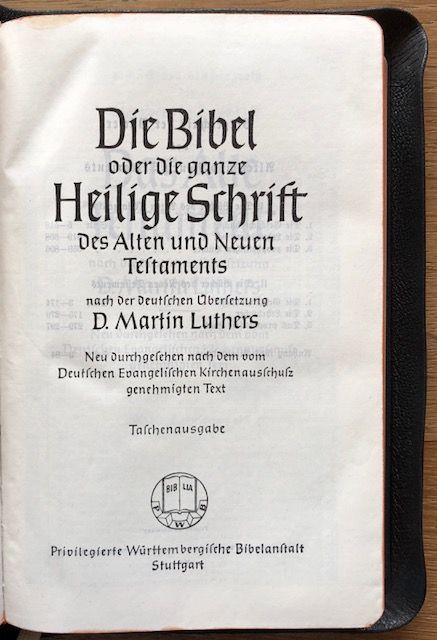 Die Bibel
oder die ganze
Heilige Schrift
des Alten und Neuen
Testaments
nach der Deutschen Übersetzung
D. Martin Luthers
Neu durchgesehen nach dem vom
Deutschen Evangelischen Kirchenausschusz
genehmigten Text
Taschenausgabe
BIB LIA
P W B
Privilegierte Württembergische Bibelanstalt
Stuttgart